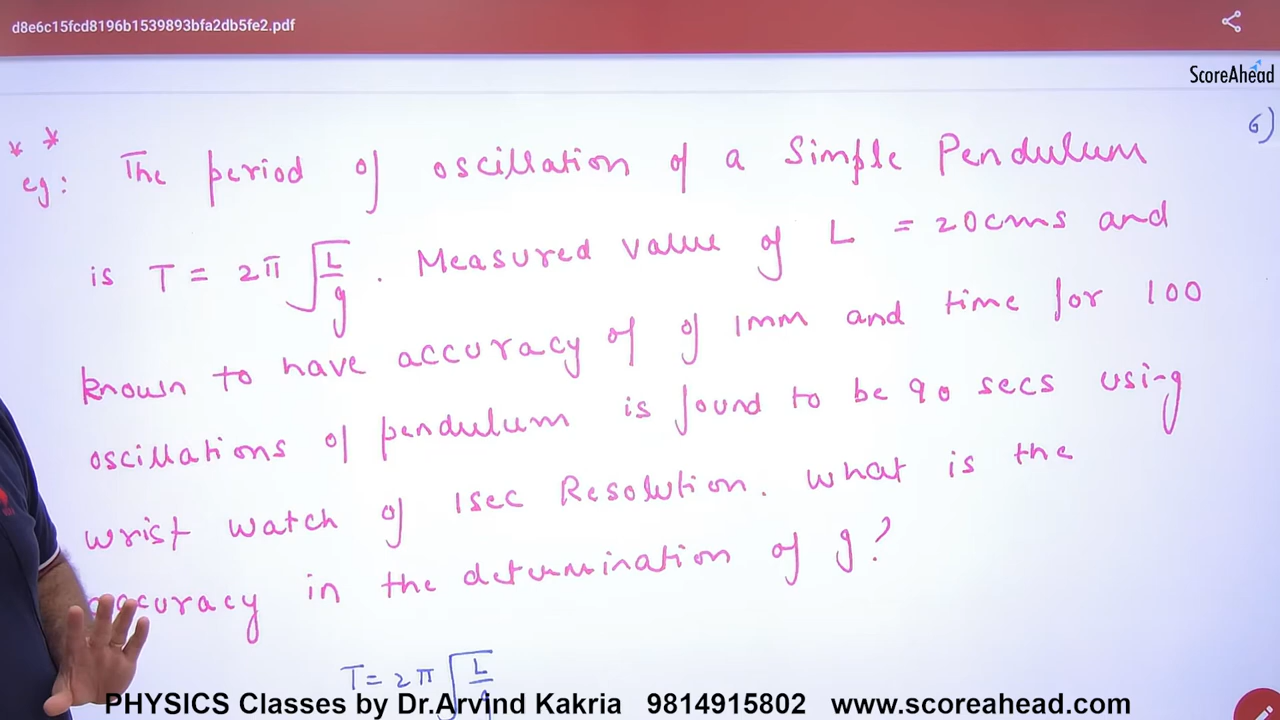 d8e6c15fcd8196b1539893bfa2db5fe2.pdf
ScoreAhead
6)
* *
eg: The period of oscillation of a Simple Pendulum
is T = 2π √(L/g) . Measured value of L = 20cms and
known to have accuracy of of 1mm and time for 100
oscillations of pendulum is found to be 90 secs using
wrist watch of 1sec Resolution. What is the
accuracy in the determination of g?
T = 2π √(L/g)
PHYSICS Classes by Dr.Arvind Kakria 9814915802 www.scoreahead.com